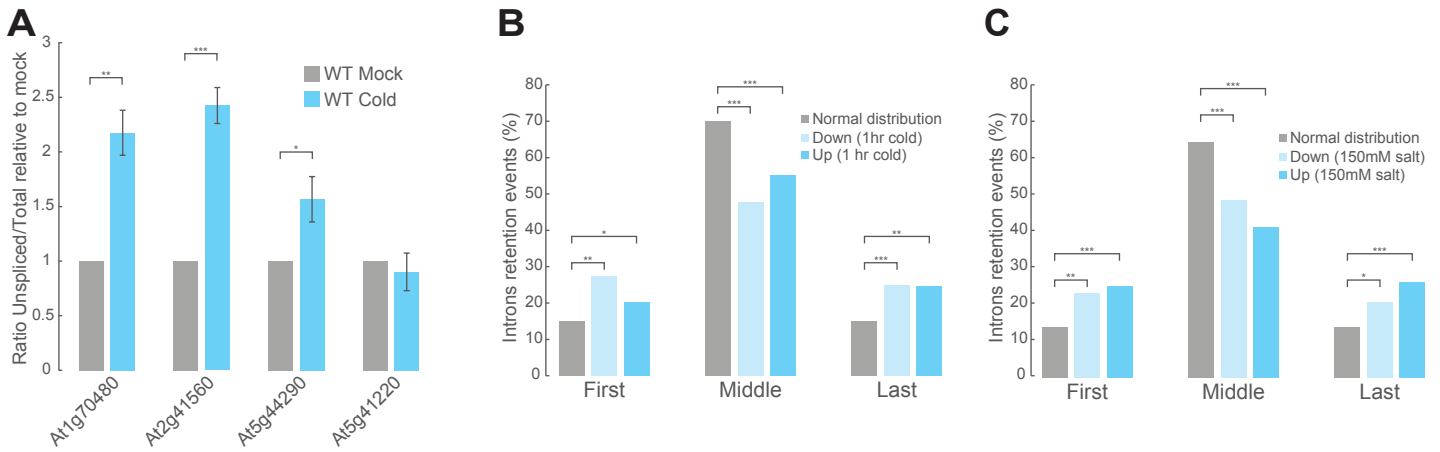 A
Ratio Unspliced/Total relative to mock
3
2.5
2
1.5
1
0.5
0
**
***
*
WT Mock
WT Cold
At1g70480
At2g41560
At5g44290
At5g41220
B
Introns retention events (%)
80
70
60
50
40
30
20
10
0
Normal distribution
Down (1hr cold)
Up (1 hr cold)
*
**
***
***
**
***
First
Middle
Last
C
Introns retention events (%)
80
70
60
50
40
30
20
10
0
Normal distribution
Down (150mM salt)
Up (150mM salt)
***
**
***
***
***
*
First
Middle
Last